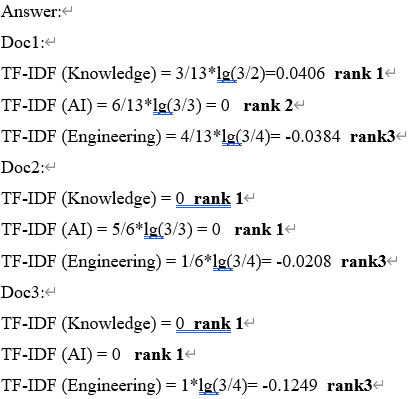 Answer:↵
Doc1:↵
TF-IDF (Knowledge) = 3/13*lg(3/2)=0.0406  rank 1↵
TF-IDF (AI) = 6/13*lg(3/3) = 0   rank 2↵
TF-IDF (Engineering) = 4/13*lg(3/4)= -0.0384  rank3↵
Doc2:↵
TF-IDF (Knowledge) = 0  rank 1↵
TF-IDF (AI) = 5/6*lg(3/3) = 0   rank 1↵
TF-IDF (Engineering) = 1/6*lg(3/4)= -0.0208  rank3↵
Doc3:↵
TF-IDF (Knowledge) = 0  rank 1↵
TF-IDF (AI) = 0   rank 1↵
TF-IDF (Engineering) = 1*lg(3/4)= -0.1249  rank3↵